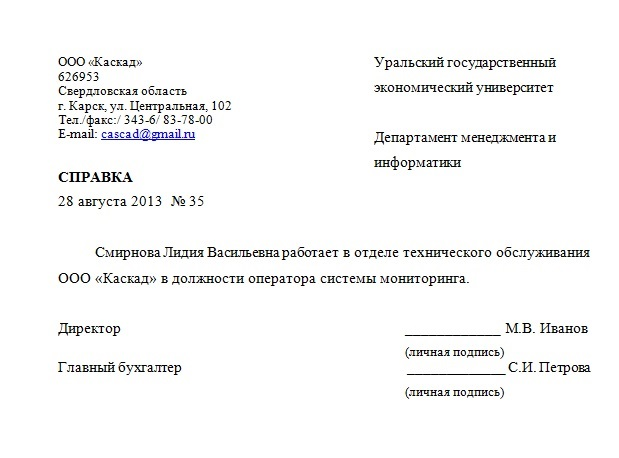 ООО «Каскад»
626953
Свердловская область
г. Карск, ул. Центральная, 102
Тел./факс:/ 343-6/ 83-78-00
E-mail: cascad@gmail.ru
Уральский государственный
экономический университет
Департамент менеджмента и
информатики
СПРАВКА
28 августа 2013 № 35
Смирнова Лидия Васильевна работает в отделе технического обслуживания
ООО «Каскад» в должности оператора системы мониторинга.
Директор ____________ М.В. Иванов
(личная подпись)
Главный бухгалтер ____________ С.И. Петрова
(личная подпись)